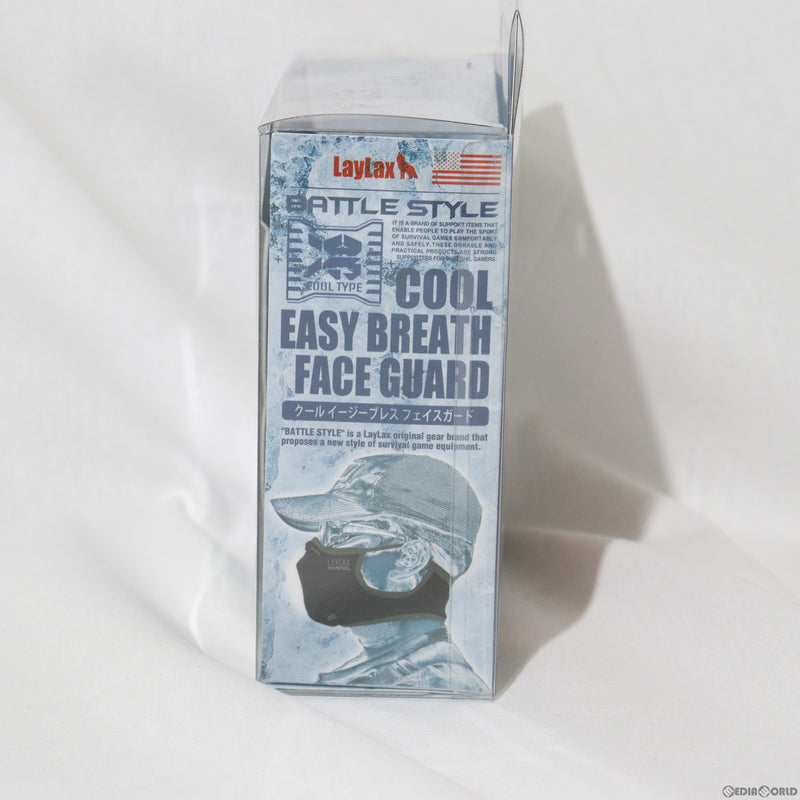 LayLax
BATTLE STYLE
IT IS A BRAND OF SUPPORT ITEMS THAT
ENABLE PEOPLE TO PLAY THE SPORT
OF SURVIVAL GAMES COMFORTABLY
AND SAFELY. THESE DURABLE AND
PRACTICAL PRODUCTS ARE STRONG
SUPPORTERS FOR SURVIVAL GAMERS.
COOL TYPE
COOL
EASY BREATH
FACE GUARD
クール イージーブレス フェイスガード
"BATTLE STYLE" is a LayLax original gear brand that
proposes a new style of survival game equipment.
LAYLAX
MEDIAWORLD